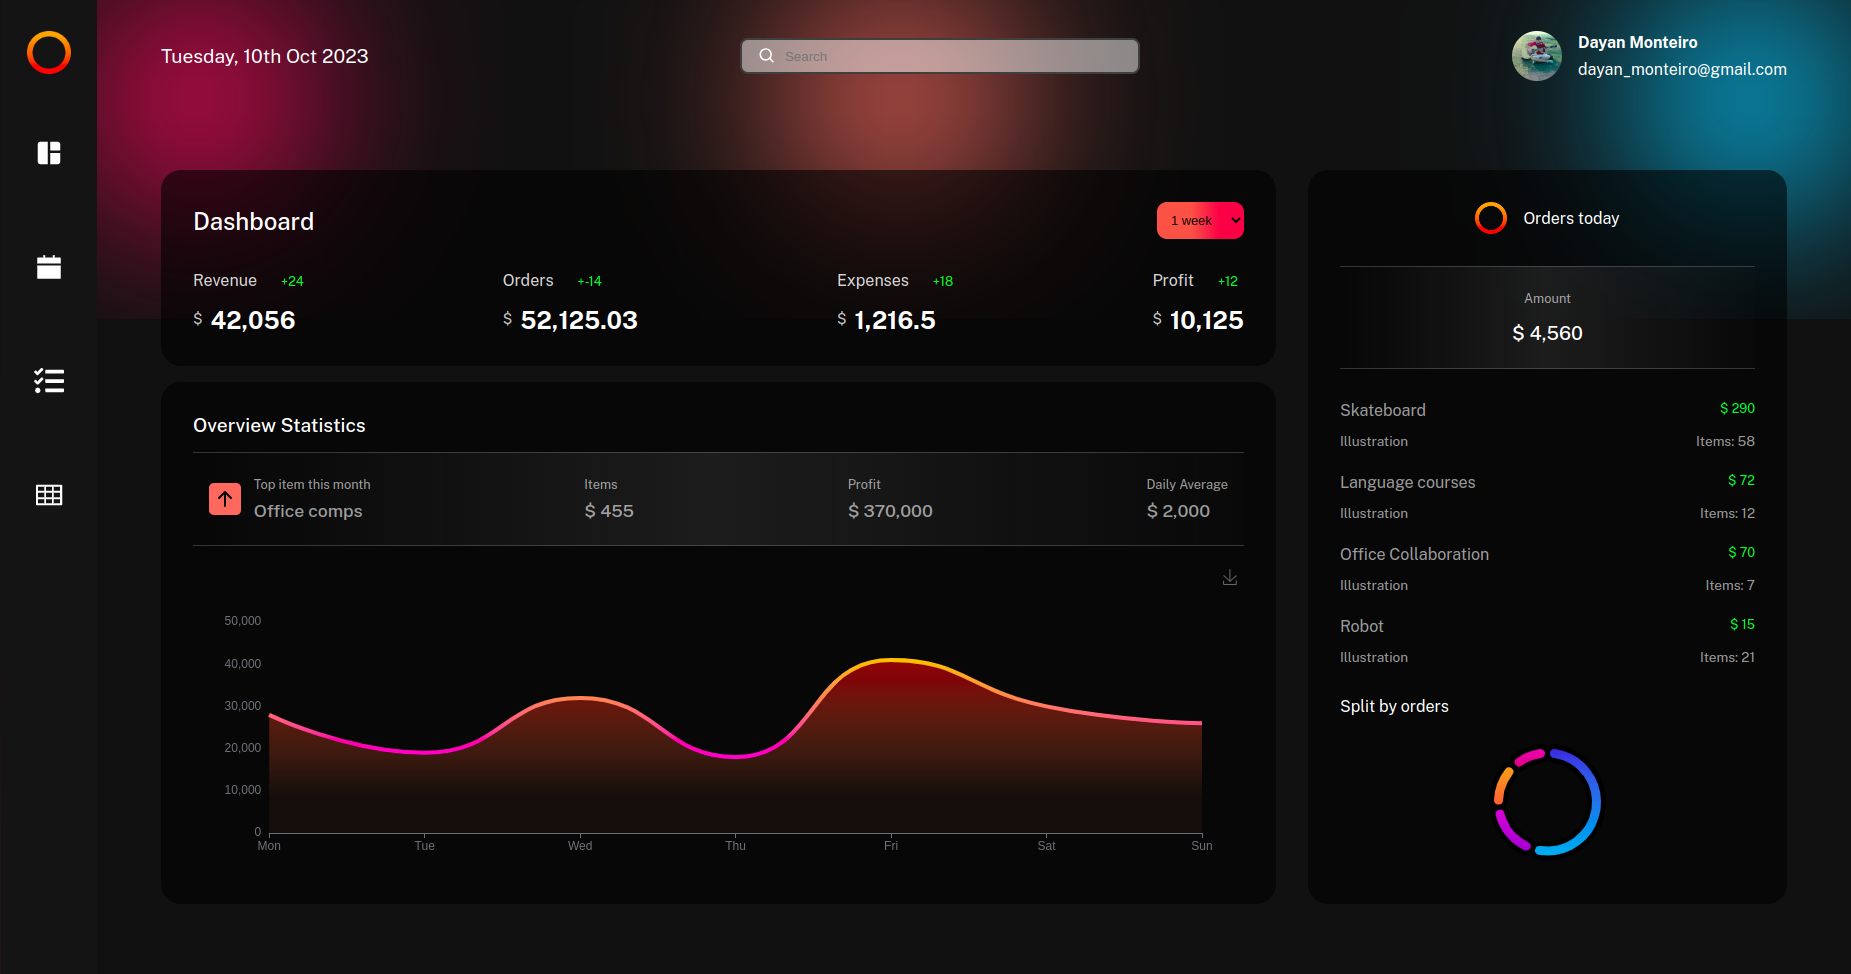 Tuesday, 10th Oct 2023
Search
Dayan Monteiro
dayan_monteiro@gmail.com
Dashboard
1 week
Revenue +24
$ 42,056
Orders +-14
$ 52,125.03
Expenses +18
$ 1,216.5
Profit +12
$ 10,125
Overview Statistics
Top item this month
Office comps
Items
$ 455
Profit
$ 370,000
Daily Average
$ 2,000
50,000
40,000
30,000
20,000
10,000
0
Mon Tue Wed Thu Fri Sat Sun
Orders today
Amount
$ 4,560
Skateboard $ 290
Illustration Items: 58
Language courses $ 72
Illustration Items: 12
Office Collaboration $ 70
Illustration Items: 7
Robot $ 15
Illustration Items: 21
Split by orders